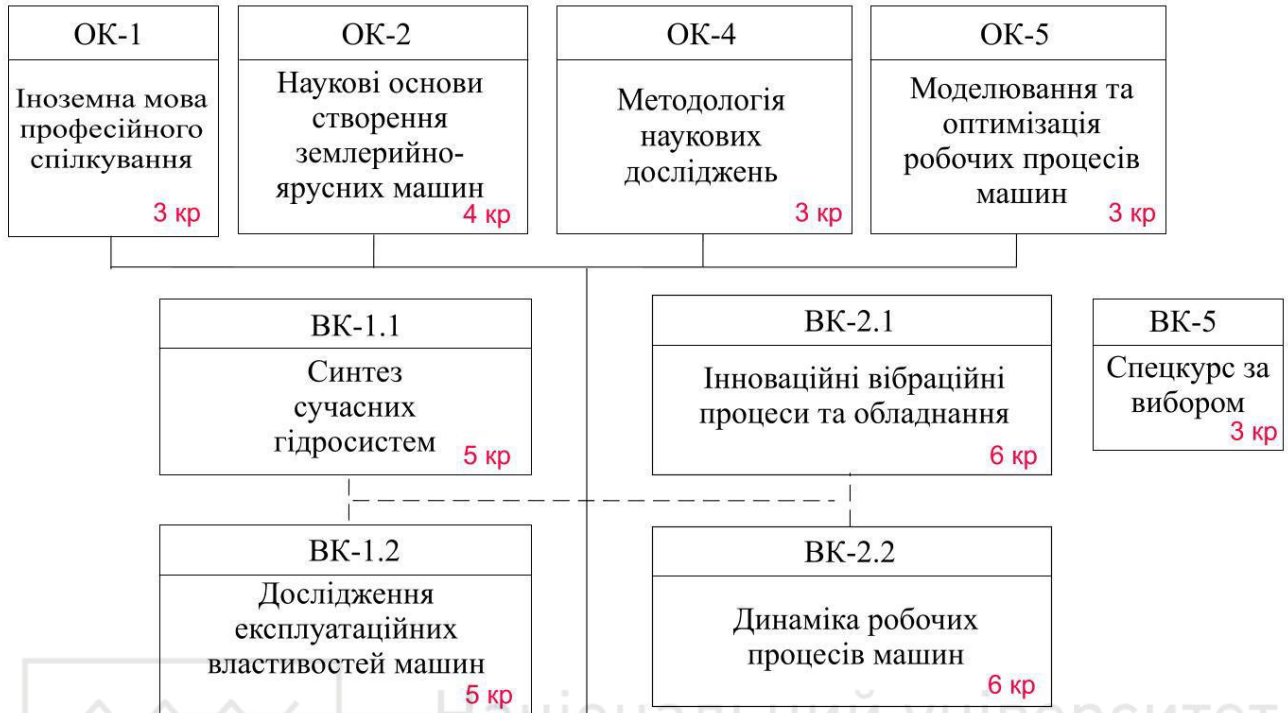 ОК-1
Іноземна мова
професійного
спілкування
3 кр
ОК-2
Наукові основи
створення
землерийно-
ярусних машин
4 кр
ОК-4
Методологія
наукових
досліджень
3 кр
ОК-5
Моделювання та
оптимізація
робочих процесів
машин
3 кр
ВК-1.1
Синтез
сучасних
гідросистем
5 кр
ВК-2.1
Інноваційні вібраційні
процеси та обладнання
6 кр
ВК-5
Спецкурс за
вибором
3 кр
ВК-1.2
Дослідження
експлуатаційних
властивостей машин
5 кр
ВК-2.2
Динаміка робочих
процесів машин
6 кр
Національний університет